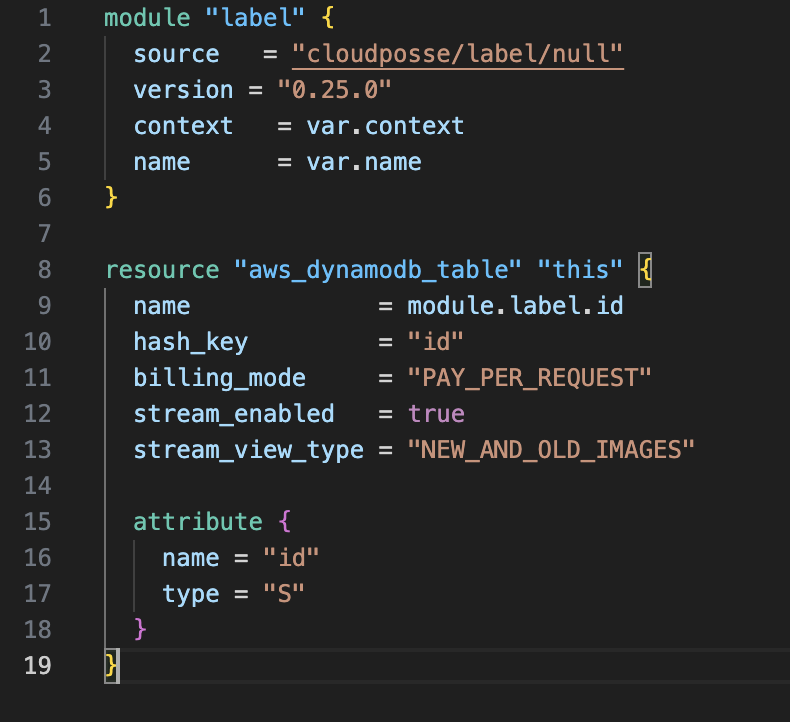 1 module "label" {
2   source   = "cloudposse/label/null"
3   version = "0.25.0"
4   context   = var.context
5   name      = var.name
6 }
7
8 resource "aws_dynamodb_table" "this" {
9   name             = module.label.id
10   hash_key         = "id"
11   billing_mode     = "PAY_PER_REQUEST"
12   stream_enabled   = true
13   stream_view_type = "NEW_AND_OLD_IMAGES"
14
15   attribute {
16     name = "id"
17     type = "S"
18   }
19 }